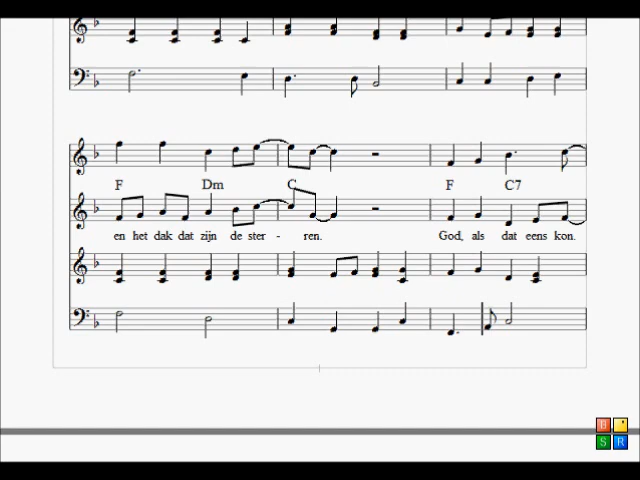 F Dm C F C7
en het dak dat zijn de ster - ren. God, als dat eens kon.
B S R